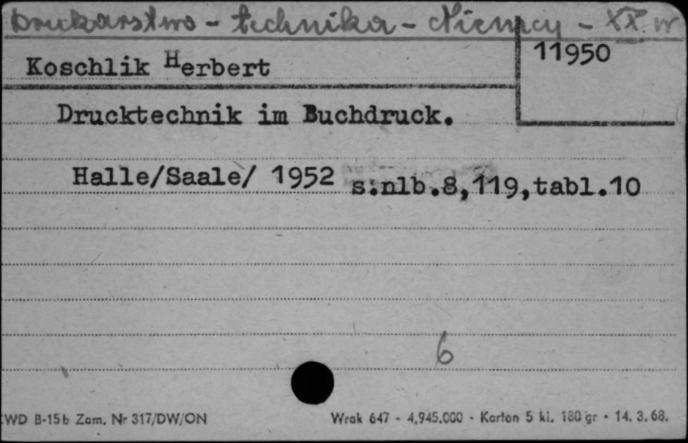 Drukarstwo - technika - Niemcy - XX w
11950
Koschlik Herbert
Drucktechnik im Buchdruck.
Halle/Saale/ 1952 s.nlb.8,119,tabl.10
6
WD B-15b Zam. Nr 317/DW/ON Wrak 647 - 4.945.000 - Karton 5 kl. 180 gr - 14.3.68.